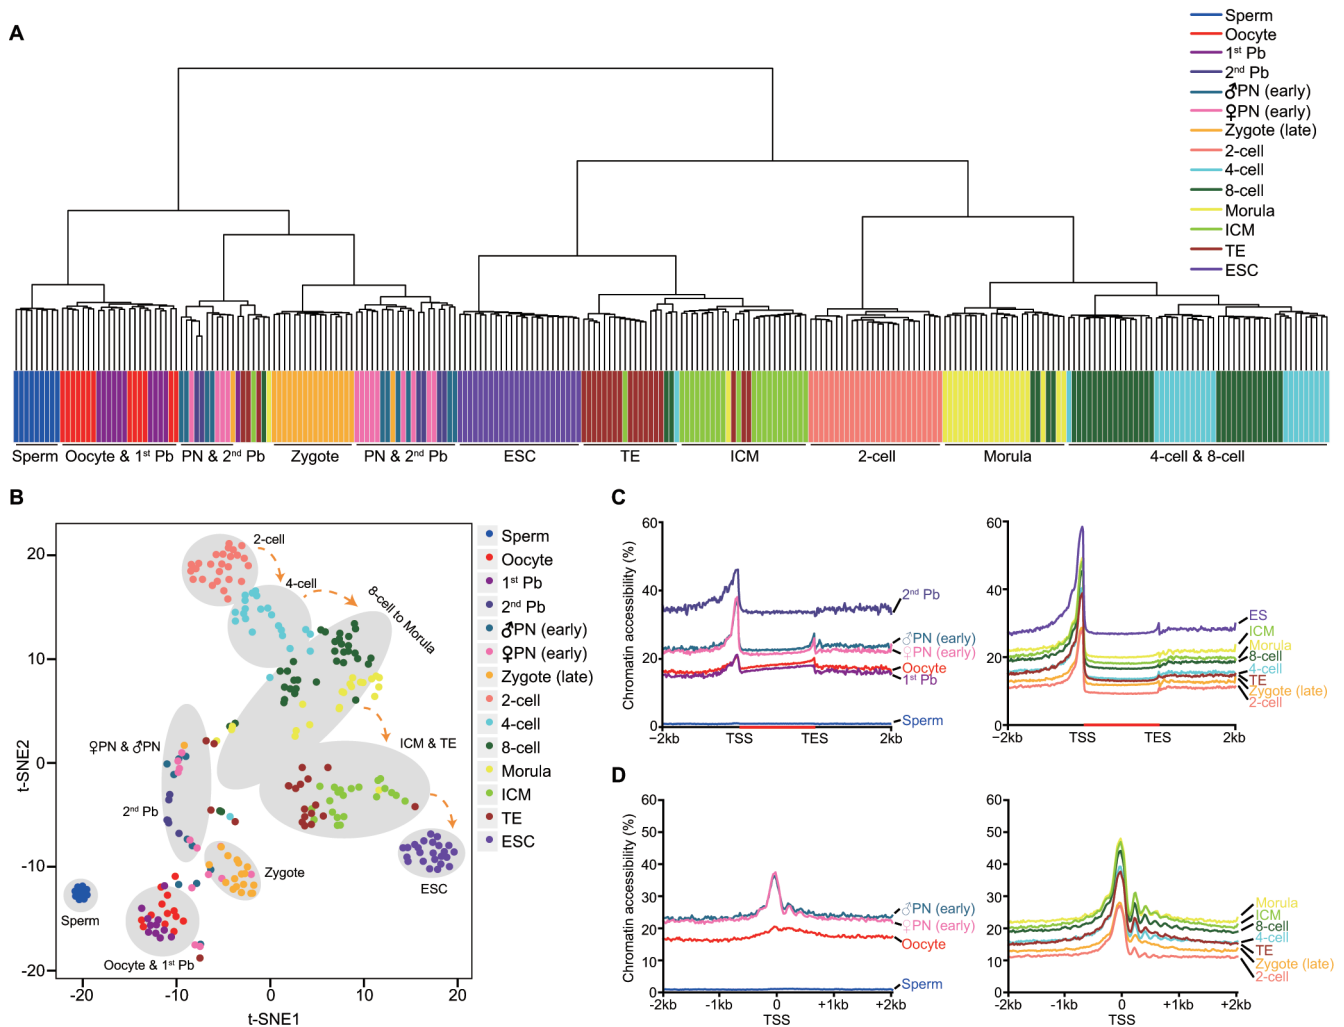 A
Sperm
Oocyte
1st Pb
2nd Pb
♂PN (early)
♀PN (early)
Zygote (late)
2-cell
4-cell
8-cell
Morula
ICM
TE
ESC
Sperm Oocyte & 1st Pb PN & 2nd Pb Zygote PN & 2nd Pb ESC TE ICM 2-cell Morula 4-cell & 8-cell
B
t-SNE2
20
10
0
-10
-20
-20 -10 0 10 20
t-SNE1
2-cell
4-cell
8-cell to Morula
♀PN & ♂PN
ICM & TE
2nd Pb
Zygote
ESC
Sperm
Oocyte & 1st Pb
Sperm
Oocyte
1st Pb
2nd Pb
♂PN (early)
♀PN (early)
Zygote (late)
2-cell
4-cell
8-cell
Morula
ICM
TE
ESC
C
Chromatin accessibility (%)
60
40
20
0
−2kb TSS TES 2kb
2nd Pb
♂PN (early)
♀PN (early)
Oocyte
1st Pb
Sperm
60
40
20
0
−2kb TSS TES 2kb
ES
ICM
Morula
8-cell
4-cell
TE
Zygote (late)
2-cell
D
Chromatin accessibility (%)
60
50
40
30
20
10
0
-2kb -1kb 0 +1kb +2kb
TSS
♂PN (early)
♀PN (early)
Oocyte
Sperm
60
50
40
30
20
10
0
-2kb -1kb 0 +1kb +2kb
TSS
Morula
ICM
8-cell
4-cell
TE
Zygote (late)
2-cell